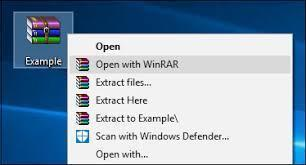 Example
Open
Open with WinRAR
Extract files...
Extract Here
Extract to Example\
Scan with Windows Defender...
Open with...